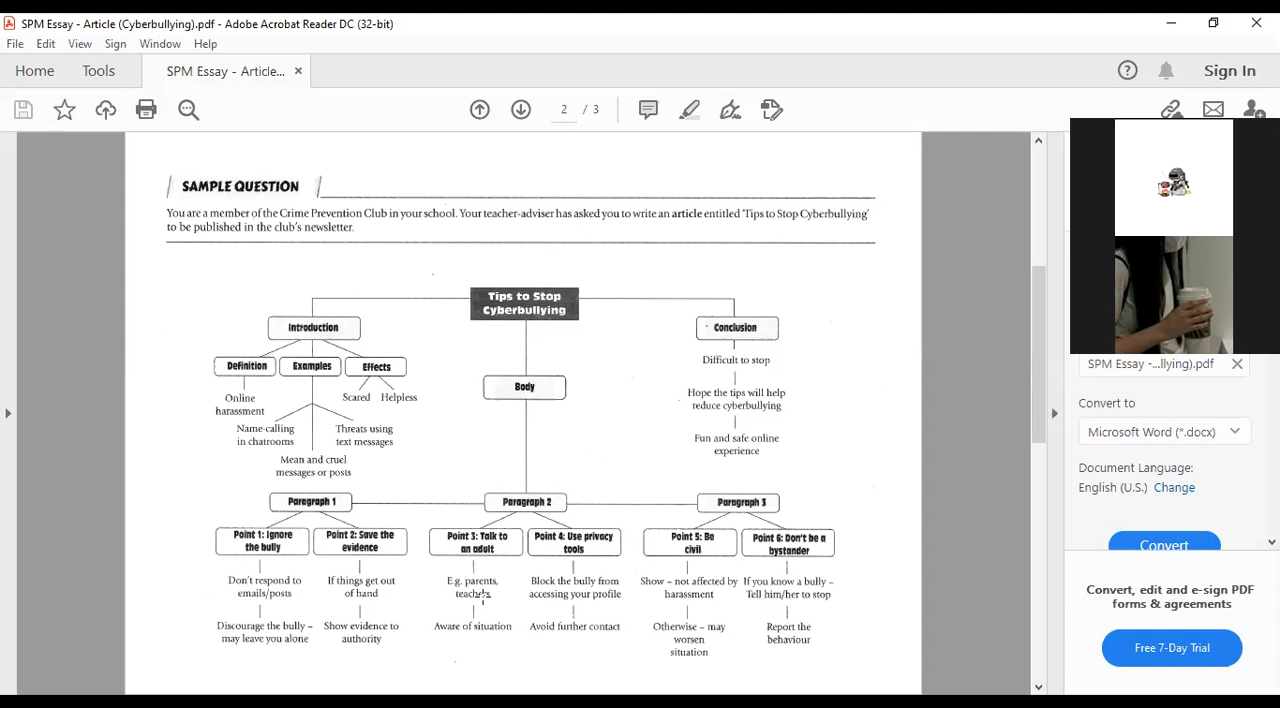 SPM Essay - Article (Cyberbullying).pdf - Adobe Acrobat Reader DC (32-bit)
File Edit View Sign Window Help
Home Tools SPM Essay - Article... × Sign In
2 / 3
SAMPLE QUESTION
You are a member of the Crime Prevention Club in your school. Your teacher-adviser has asked you to write an article entitled 'Tips to Stop Cyberbullying'
to be published in the club's newsletter.
Tips to Stop
Cyberbullying
Introduction
Definition Examples Effects
Online
harassment
Scared Helpless
Name-calling
in chatrooms
Threats using
text messages
Mean and cruel
messages or posts
Body
Conclusion
Difficult to stop
Hope the tips will help
reduce cyberbullying
Fun and safe online
experience
Paragraph 1 Paragraph 2 Paragraph 3
Point 1: Ignore
the bully
Don't respond to
emails/posts
Discourage the bully –
may leave you alone
Point 2: Save the
evidence
If things get out
of hand
Show evidence to
authority
Point 3: Talk to
an adult
E.g. parents,
teachers
Aware of situation
Point 4: Use privacy
tools
Block the bully from
accessing your profile
Avoid further contact
Point 5: Be
civil
Show – not affected by
harassment
Otherwise – may
worsen
situation
Point 6: Don't be a
bystander
If you know a bully –
Tell him/her to stop
Report the
behaviour
SPM Essay -...llying).pdf
Convert to
Microsoft Word (*.docx)
Document Language:
English (U.S.) Change
Convert
Convert, edit and e-sign PDF
forms & agreements
Free 7-Day Trial